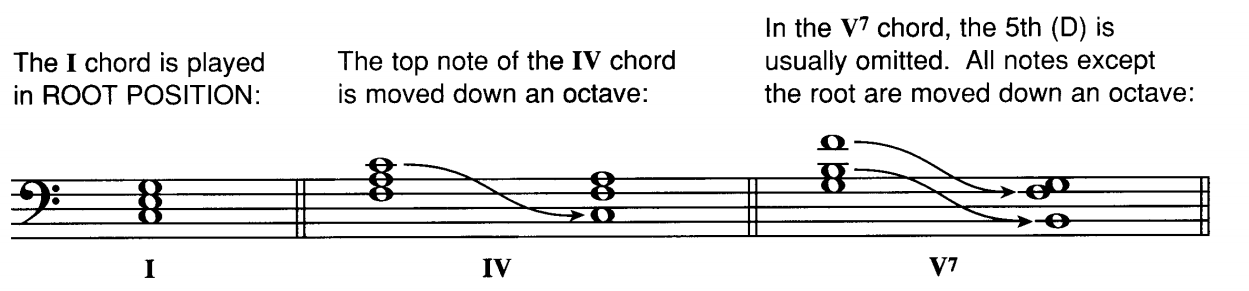 The I chord is played
in ROOT POSITION:
The top note of the IV chord
is moved down an octave:
In the V7 chord, the 5th (D) is
usually omitted. All notes except
the root are moved down an octave:
I
IV
V7